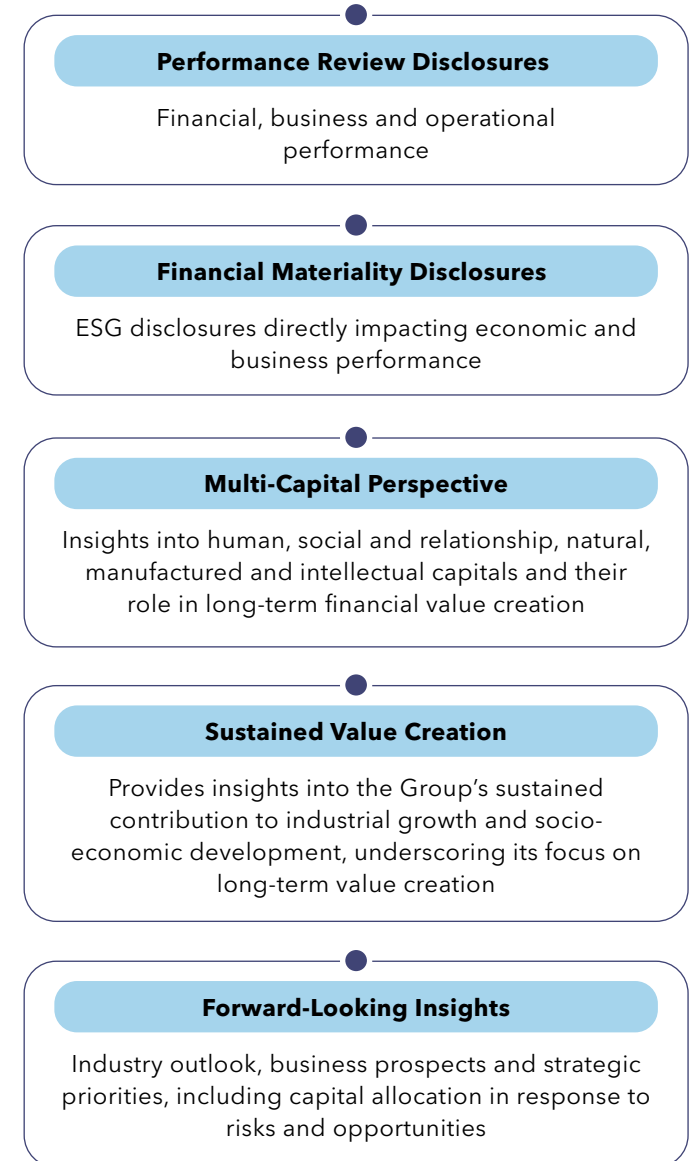 Performance Review Disclosures
Financial, business and operational
performance
Financial Materiality Disclosures
ESG disclosures directly impacting economic and
business performance
Multi-Capital Perspective
Insights into human, social and relationship, natural,
manufactured and intellectual capitals and their
role in long-term financial value creation
Sustained Value Creation
Provides insights into the Group’s sustained
contribution to industrial growth and socio-
economic development, underscoring its focus on
long-term value creation
Forward-Looking Insights
Industry outlook, business prospects and strategic
priorities, including capital allocation in response to
risks and opportunities